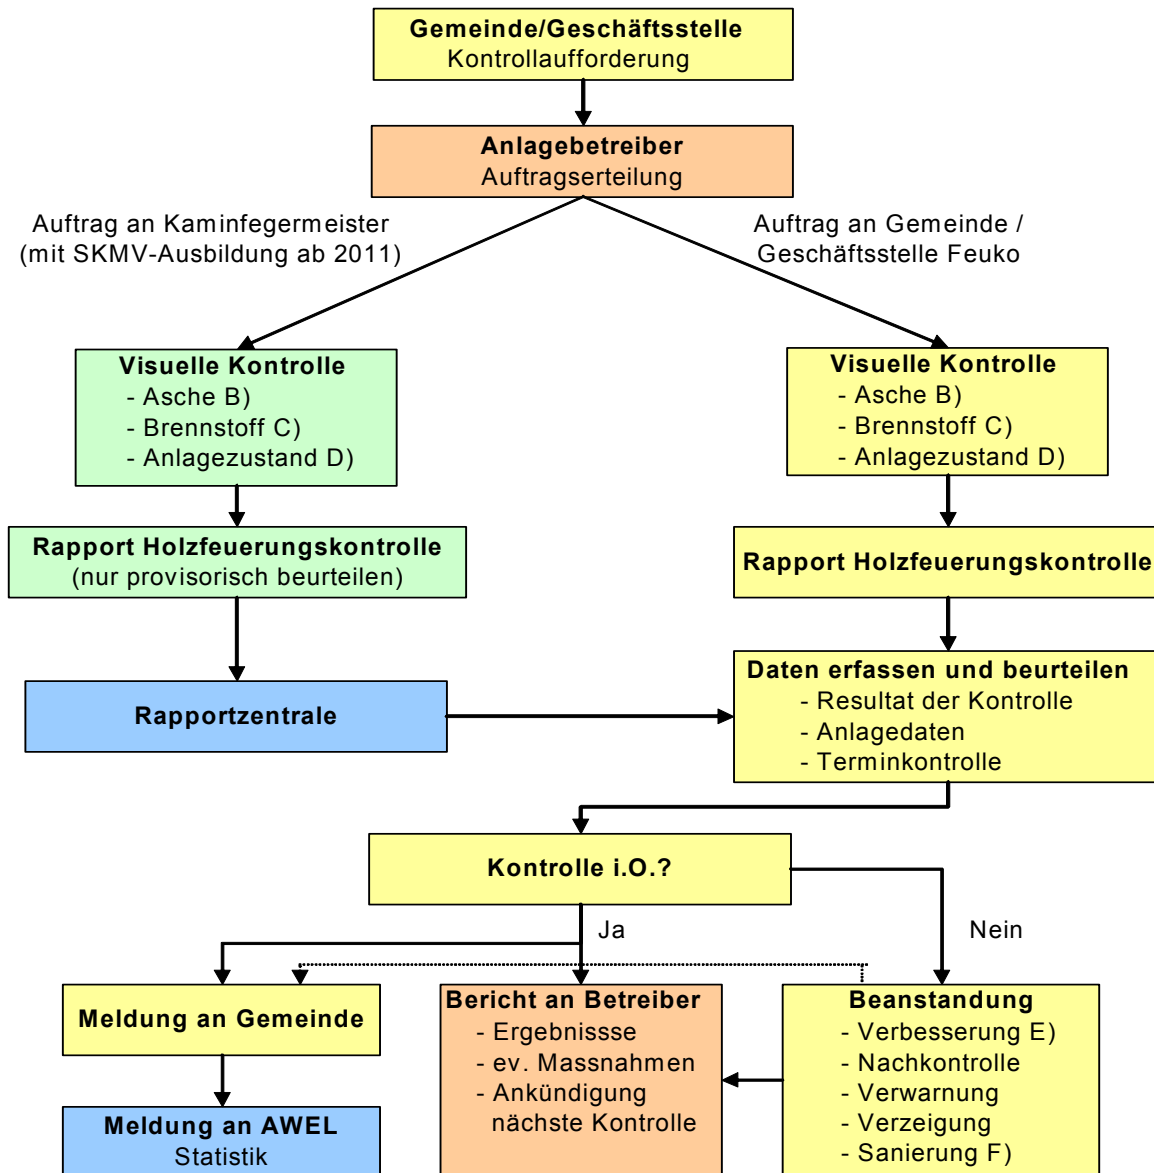 Gemeinde/Geschäftsstelle
Kontrollaufforderung
Anlagebetreiber
Auftragserteilung
Auftrag an Kaminfegermeister
(mit SKMV-Ausbildung ab 2011)
Auftrag an Gemeinde /
Geschäftsstelle Feuko
Visuelle Kontrolle
- Asche B)
- Brennstoff C)
- Anlagezustand D)
Visuelle Kontrolle
- Asche B)
- Brennstoff C)
- Anlagezustand D)
Rapport Holzfeuerungskontrolle
(nur provisorisch beurteilen)
Rapport Holzfeuerungskontrolle
Rapportzentrale
Daten erfassen und beurteilen
- Resultat der Kontrolle
- Anlagedaten
- Terminkontrolle
Kontrolle i.O.?
Ja
Nein
Meldung an Gemeinde
Bericht an Betreiber
- Ergebnissse
- ev. Massnahmen
- Ankündigung
nächste Kontrolle
Beanstandung
- Verbesserung E)
- Nachkontrolle
- Verwarnung
- Verzeigung
- Sanierung F)
Meldung an AWEL
Statistik